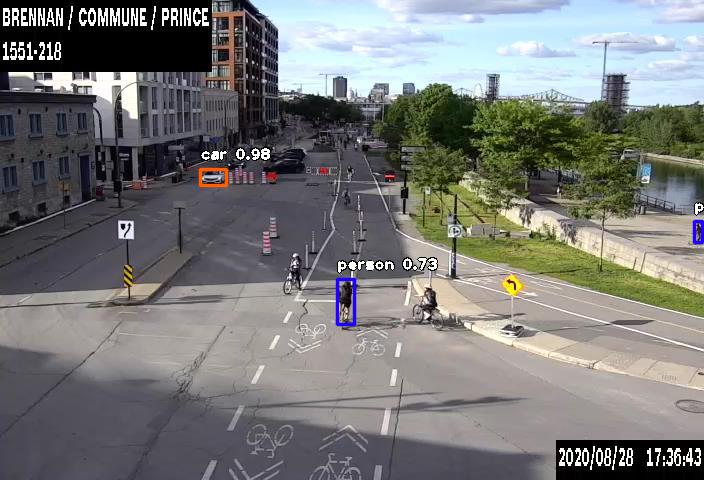 BRENNAN / COMMUNE / PRINCE
1551-218
car 0.98
p
person 0.73
2020/08/28 17:36:43